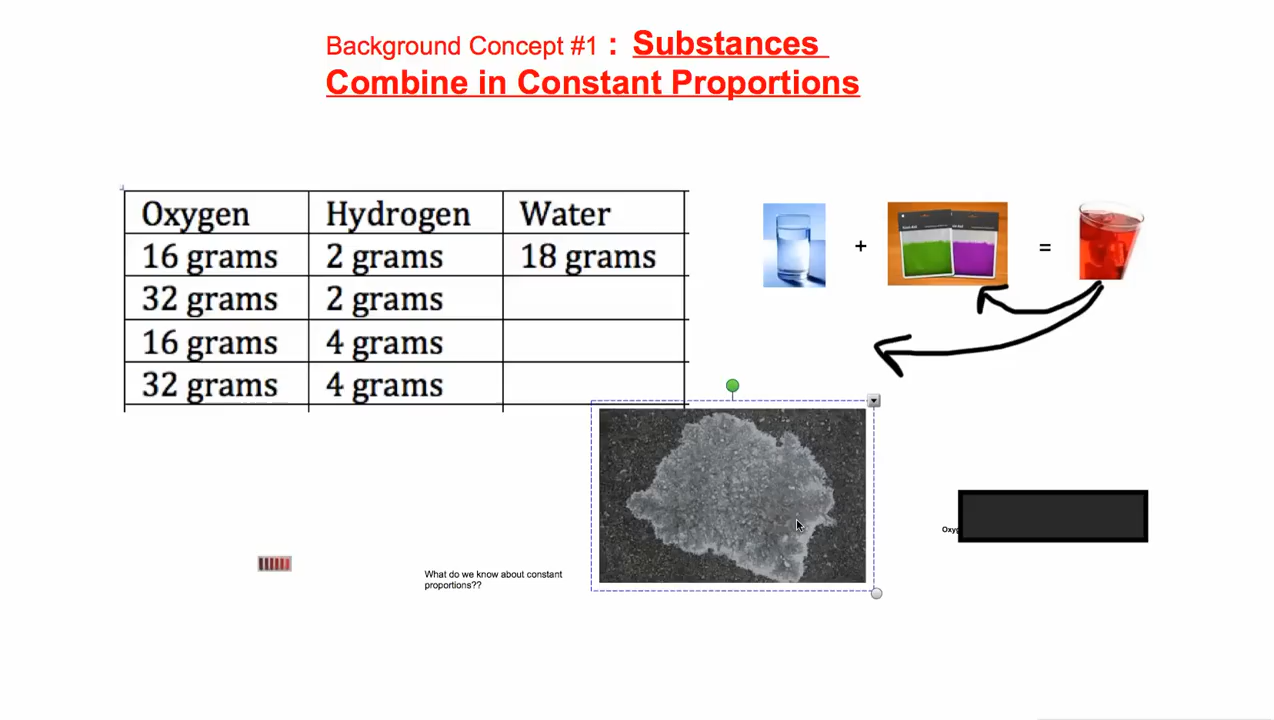 Background Concept #1 : Substances
Combine in Constant Proportions
Oxygen Hydrogen Water
16 grams 2 grams 18 grams
32 grams 2 grams
16 grams 4 grams
32 grams 4 grams
+ =
What do we know about constant
proportions??